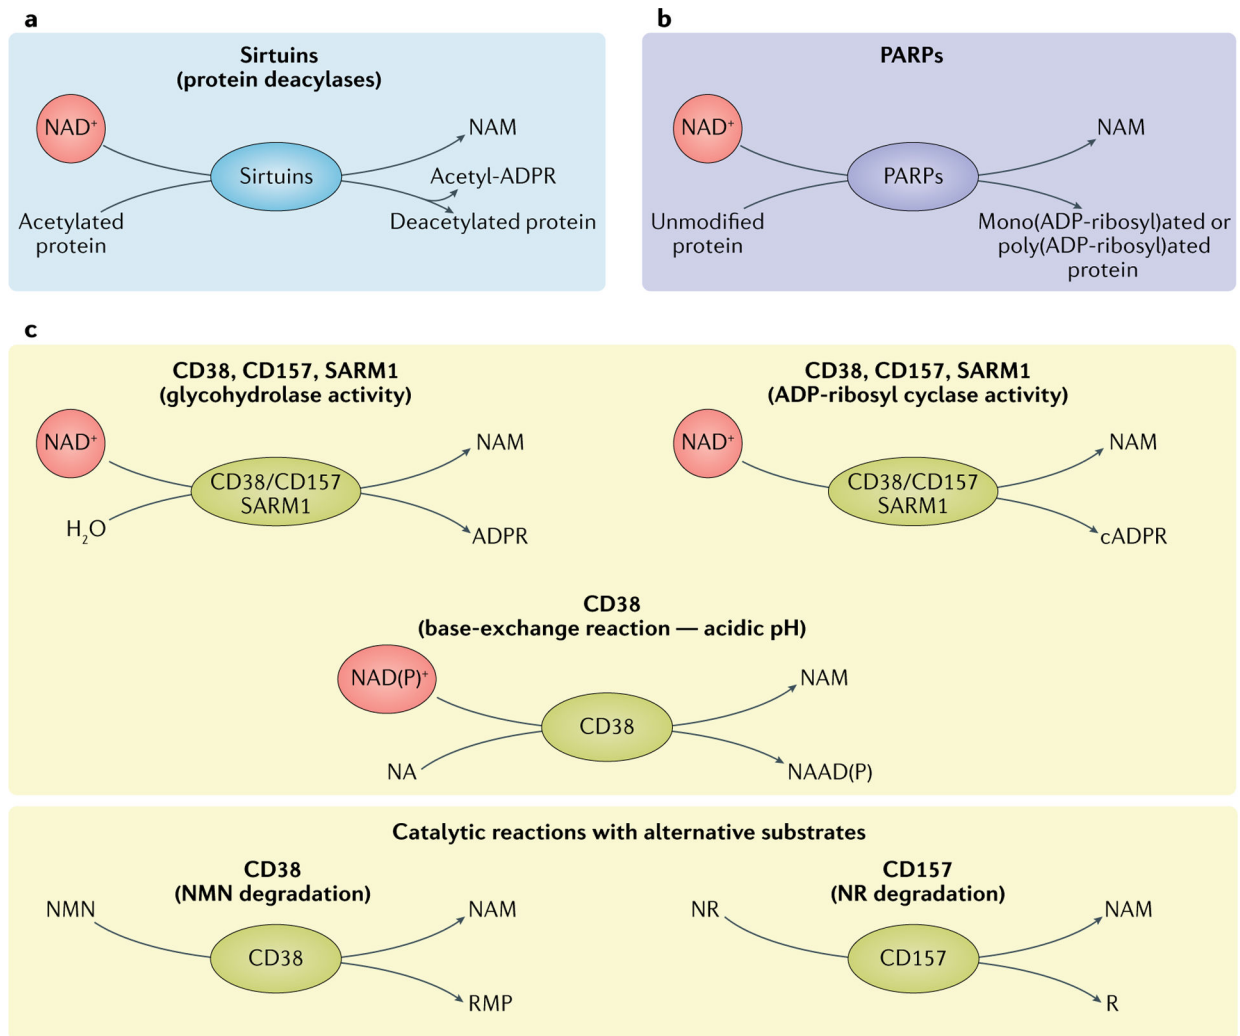 a
Sirtuins
(protein deacylases)
NAD⁺
Acetylated
protein
Sirtuins
NAM
Acetyl-ADPR
Deacetylated protein
b
PARPs
NAD⁺
Unmodified
protein
PARPs
NAM
Mono(ADP-ribosyl)ated or
poly(ADP-ribosyl)ated
protein
c
CD38, CD157, SARM1
(glycohydrolase activity)
NAD⁺
H₂O
CD38/CD157
SARM1
NAM
ADPR
CD38, CD157, SARM1
(ADP-ribosyl cyclase activity)
NAD⁺
CD38/CD157
SARM1
NAM
cADPR
CD38
(base-exchange reaction — acidic pH)
NAD(P)⁺
NA
CD38
NAM
NAAD(P)
Catalytic reactions with alternative substrates
CD38
(NMN degradation)
NMN
CD38
NAM
RMP
CD157
(NR degradation)
NR
CD157
NAM
R